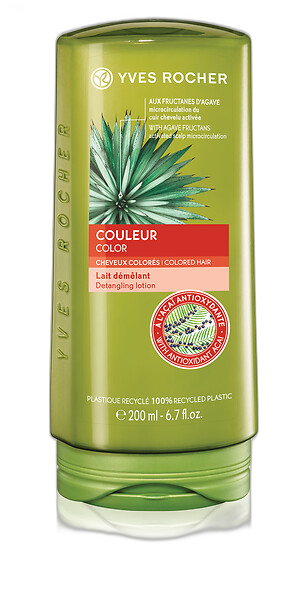 YVES ROCHER
AUX FRUCTANES D'AGAVE
microcirculation du
cuir chevelu activée
WITH AGAVE FRUCTANS
activated scalp microcirculation
YVES ROCHER
COULEUR
COLOR
CHEVEUX COLORÉS | COLORED HAIR
Lait démêlant
Detangling lotion
À L'ACAI ANTIOXYDANTE
WITH ANTIOXIDANT ACAI
PLASTIQUE RECYCLÉ 100% RECYCLED PLASTIC
℮ 200 ml - 6.7 fl.oz.